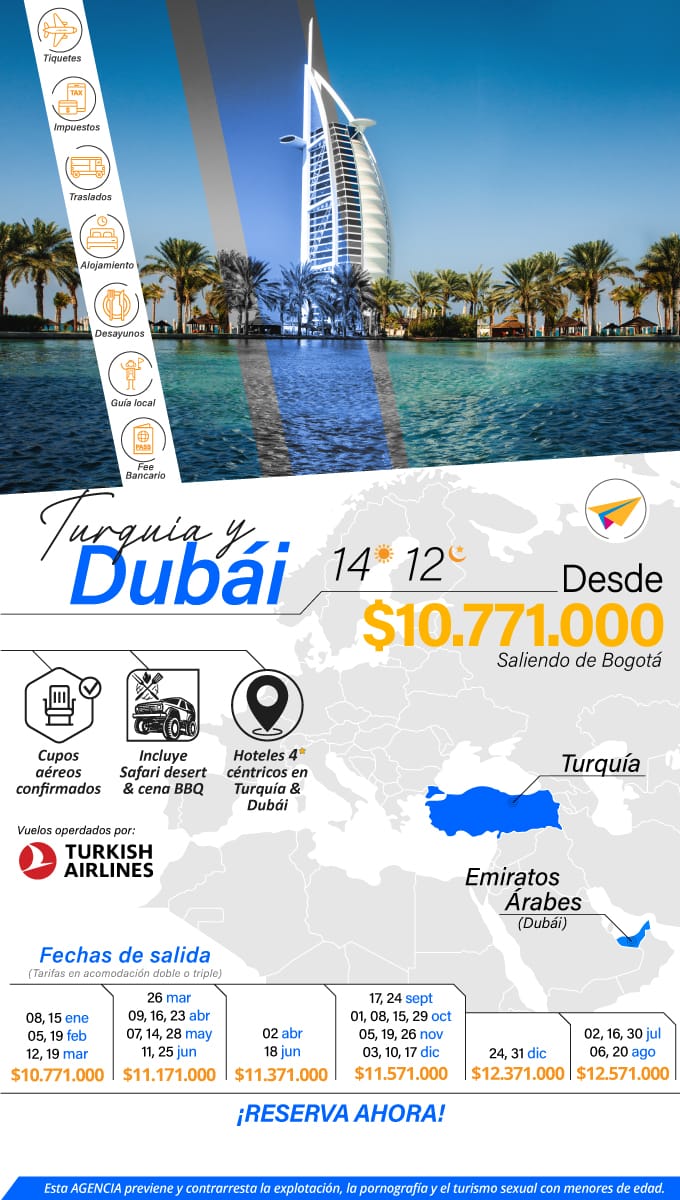 Tiquetes
TAX
Impuestos
Traslados
Alojamiento
Desayunos
Guía local
PASS
Fee
Bancario
Turquía y
Dubái
14 12
Desde
$10.771.000
Saliendo de Bogotá
Cupos
aéreos
confirmados
Incluye
Safari desert
& cena BBQ
Hoteles 4
céntricos en
Turquía &
Dubái
Vuelos operdados por:
TURKISH
AIRLINES
Turquía
Emiratos
Árabes
(Dubái)
Fechas de salida
(Tarifas en acomodación doble o triple)
08, 15 ene
05, 19 feb
12, 19 mar
$10.771.000
26 mar
09, 16, 23 abr
07, 14, 28 may
11, 25 jun
$11.171.000
02 abr
18 jun
$11.371.000
17, 24 sept
01, 08, 15, 29 oct
05, 19, 26 nov
03, 10, 17 dic
$11.571.000
24, 31 dic
$12.371.000
02, 16, 30 jul
06, 20 ago
$12.571.000
¡RESERVA AHORA!
Esta AGENCIA previene y contrarresta la explotación, la pornografía y el turismo sexual con menores de edad.